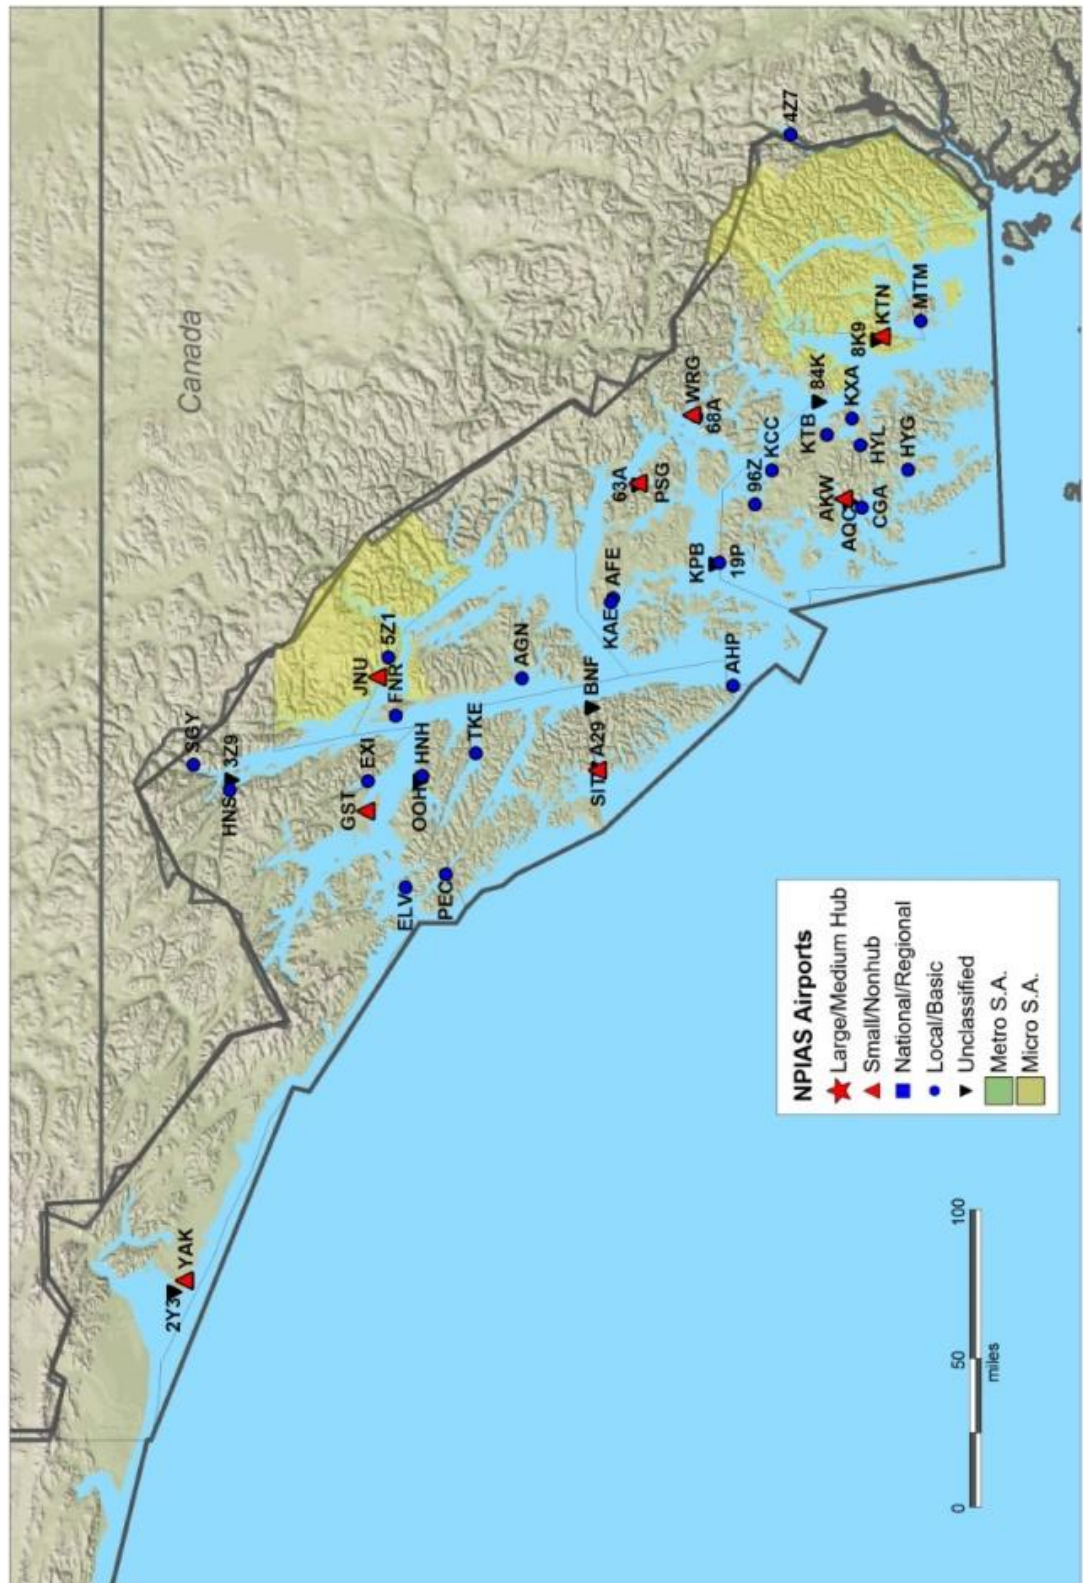 Canada
2Y3
YAK
SGY
HNS
3Z9
JNU
5Z1
FNR
GST
EXI
OOH
HNH
TKE
ELV
PEC
AGN
SIT
A29
BNF
KAE
AFE
AHP
63A
PSG
WRG
68A
KPB
19P
96Z
KCC
AKW
AQC
CGA
KTB
84K
KXA
HYL
HYG
8K9
KTN
MTM
4Z7
NPIAS Airports
Large/Medium Hub
Small/Nonhub
National/Regional
Local/Basic
Unclassified
Metro S.A.
Micro S.A.
0 50 100
miles